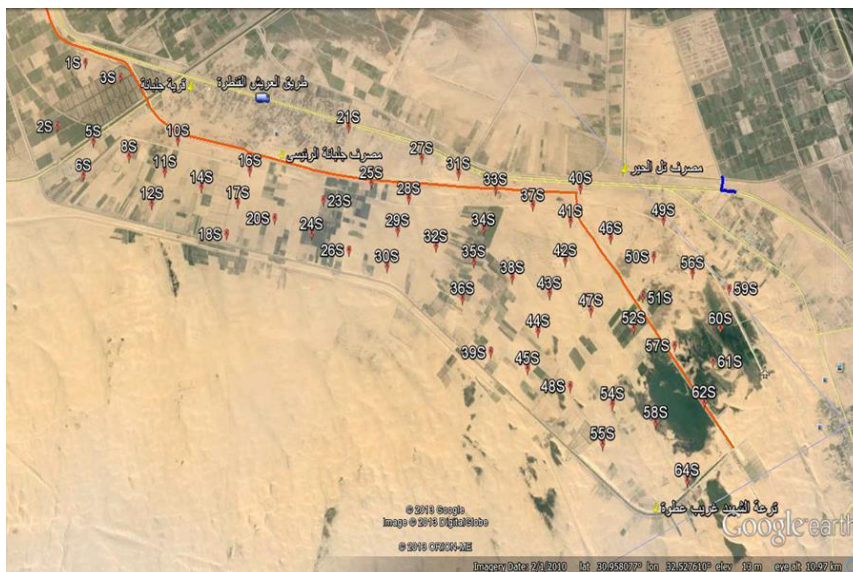 1S
3S
قرية جلبانة
طريق العريش القنطرة
2S
5S
10S
21S
8S
مصرف جلبانة الرئيسى
27S
6S
11S
16S
31S
مصرف تل الحير
14S
25S
33S
40S
12S
17S
23S
28S
37S
20S
24S
29S
34S
41S
49S
18S
32S
46S
26S
30S
35S
42S
50S
56S
38S
36S
43S
51S
59S
47S
44S
52S
60S
39S
45S
57S
61S
48S
54S
62S
58S
55S
64S
ترعة الشهيد غريب عطوة
© 2013 Google
Image © 2013 DigitalGlobe
© 2013 ORION-ME
Google earth
Imagery Date: 2/1/2010 lat 30.958077° lon 32.527610° elev 13 m eye alt 10.97 km